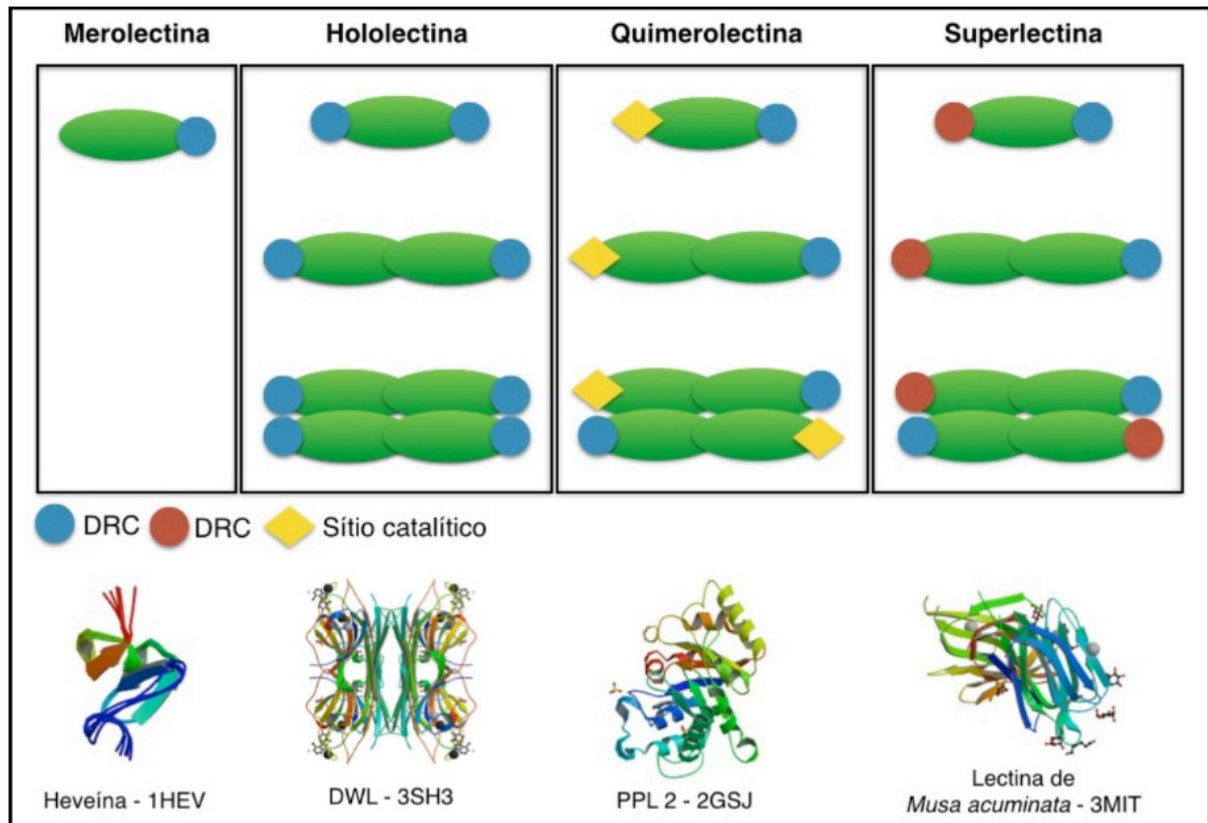 Merolectina
Hololectina
Quimerolectina
Superlectina
DRC
DRC
Sítio catalítico
Heveína - 1HEV
DWL - 3SH3
PPL 2 - 2GSJ
Lectina de
Musa acuminata - 3MIT